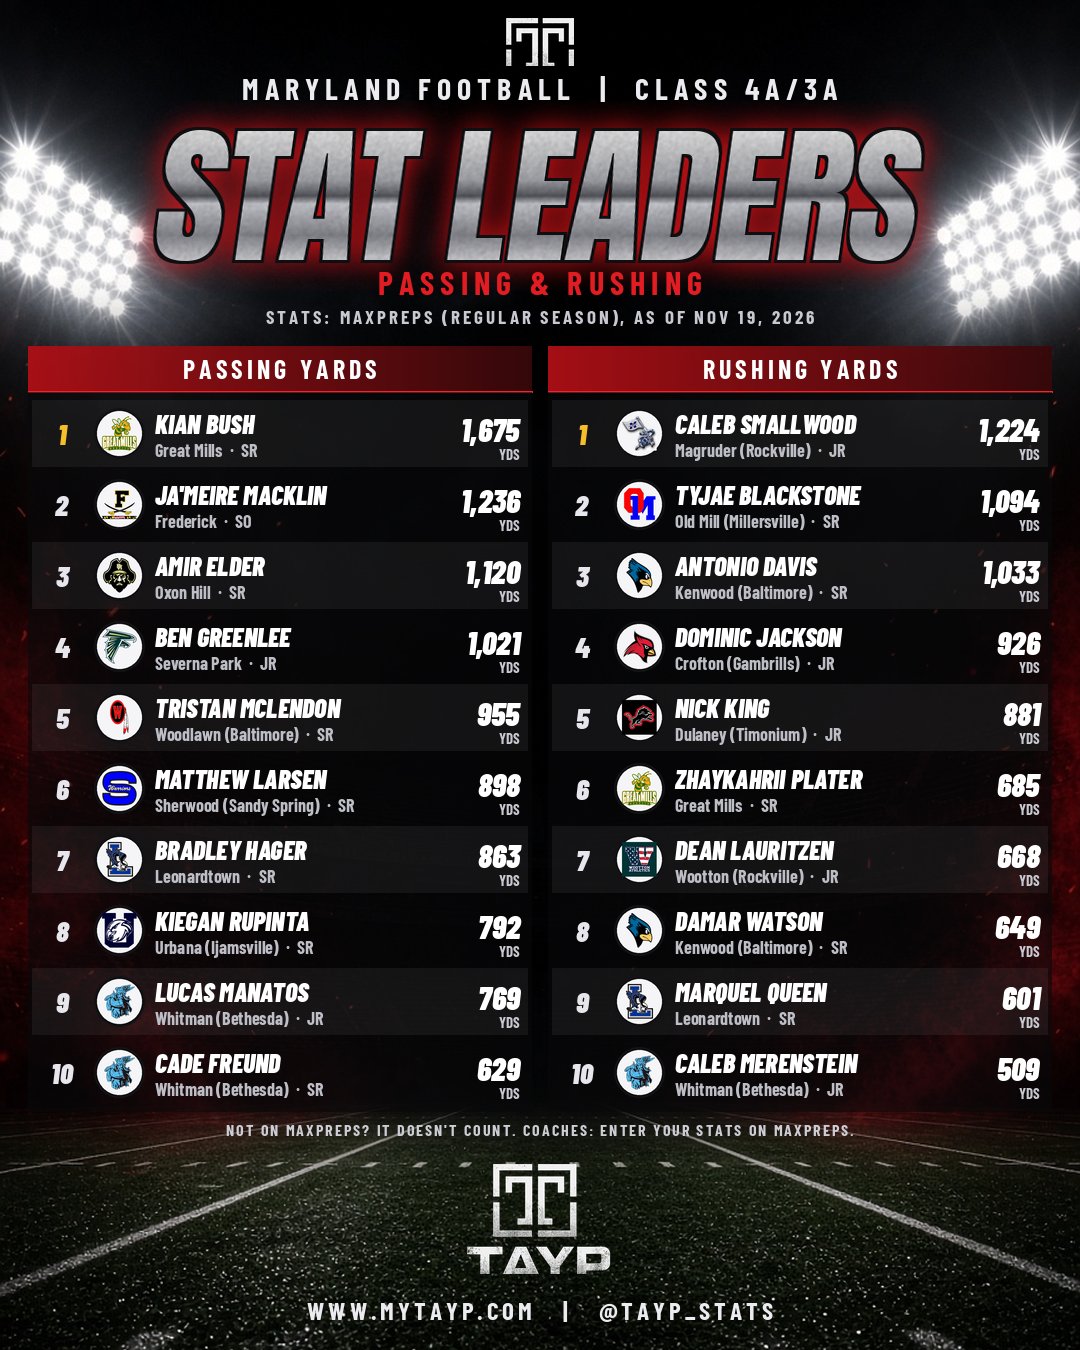 MARYLAND FOOTBALL | CLASS 4A/3A
STAT LEADERS
PASSING & RUSHING
STATS: MAXPREPS (REGULAR SEASON), AS OF NOV 19, 2026
PASSING YARDS
1 KIAN BUSH 1,675
Great Mills · SR YDS
2 JA'MEIRE MACKLIN 1,236
Frederick · SO YDS
3 AMIR ELDER 1,120
Oxon Hill · SR YDS
4 BEN GREENLEE 1,021
Severna Park · JR YDS
5 TRISTAN MCLENDON 955
Woodlawn (Baltimore) · SR YDS
6 MATTHEW LARSEN 898
Sherwood (Sandy Spring) · SR YDS
7 BRADLEY HAGER 863
Leonardtown · SR YDS
8 KIEGAN RUPINTA 792
Urbana (Ijamsville) · SR YDS
9 LUCAS MANATOS 769
Whitman (Bethesda) · JR YDS
10 CADE FREUND 629
Whitman (Bethesda) · SR YDS
RUSHING YARDS
1 CALEB SMALLWOOD 1,224
Magruder (Rockville) · JR YDS
2 TYJAE BLACKSTONE 1,094
Old Mill (Millersville) · SR YDS
3 ANTONIO DAVIS 1,033
Kenwood (Baltimore) · SR YDS
4 DOMINIC JACKSON 926
Crofton (Gambrills) · JR YDS
5 NICK KING 881
Dulaney (Timonium) · JR YDS
6 ZHAYKAHRII PLATER 685
Great Mills · SR YDS
7 DEAN LAURITZEN 668
Wootton (Rockville) · JR YDS
8 DAMAR WATSON 649
Kenwood (Baltimore) · SR YDS
9 MARQUEL QUEEN 601
Leonardtown · SR YDS
10 CALEB MERENSTEIN 509
Whitman (Bethesda) · JR YDS
NOT ON MAXPREPS? IT DOESN'T COUNT. COACHES: ENTER YOUR STATS ON MAXPREPS.
TAYP
WWW.MYTAYP.COM | @TAYP_STATS